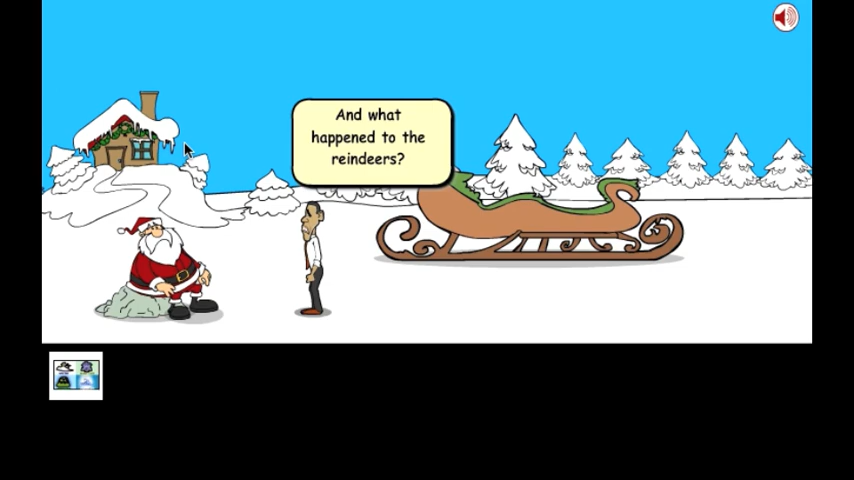 And what
happened to the
reindeers?